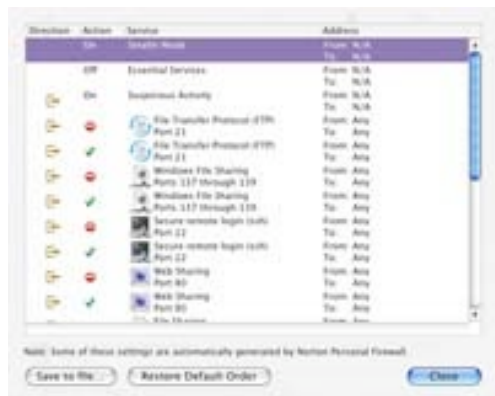 Direction Action Service Address
On Stealth Mode From: N/A
To: N/A
Off Essential Services From: N/A
To: N/A
On Suspicious Activity From: N/A
To: N/A
File Transfer Protocol (FTP) From: Any
Port 21 To: Any
File Transfer Protocol (FTP) From: Any
Port 21 To: Any
Windows File Sharing From: Any
Ports 137 through 139 To: Any
Windows File Sharing From: Any
Ports 137 through 139 To: Any
Secure remote login (ssh) From: Any
Port 22 To: Any
Secure remote login (ssh) From: Any
Port 22 To: Any
Web Sharing From: Any
Port 80 To: Any
Web Sharing From: Any
Port 80 To: Any
File Sharing From: Any
Note: Some of these settings are automatically generated by Norton Personal Firewall.
Save to file... Restore Default Order Close